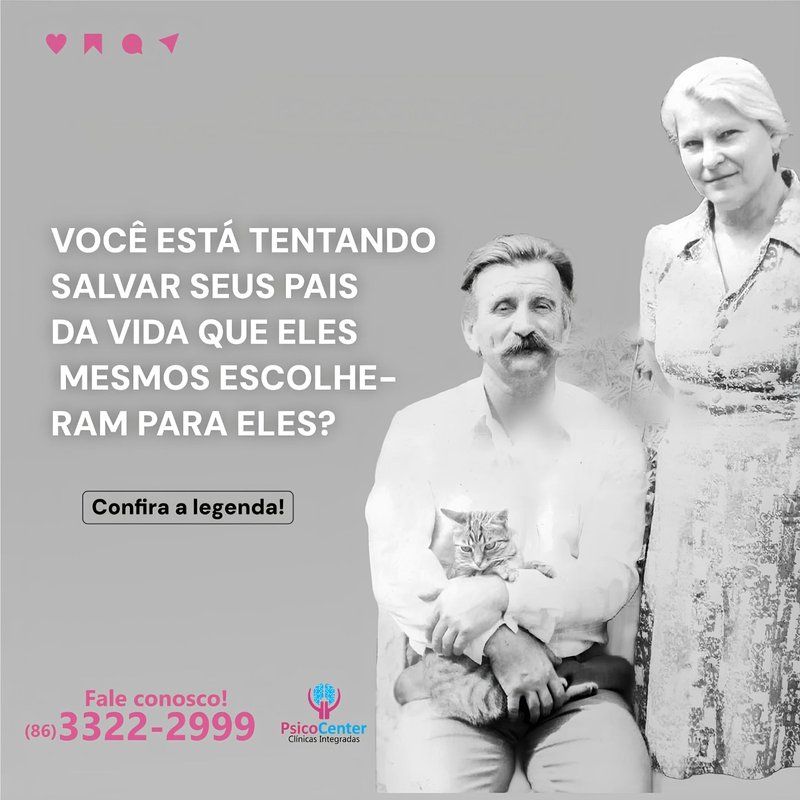 VOCÊ ESTÁ TENTANDO
SALVAR SEUS PAIS
DA VIDA QUE ELES
MESMOS ESCOLHE-
RAM PARA ELES?
Confira a legenda!
Fale conosco!
(86) 3322-2999
PsicoCenter
Clínicas Integradas